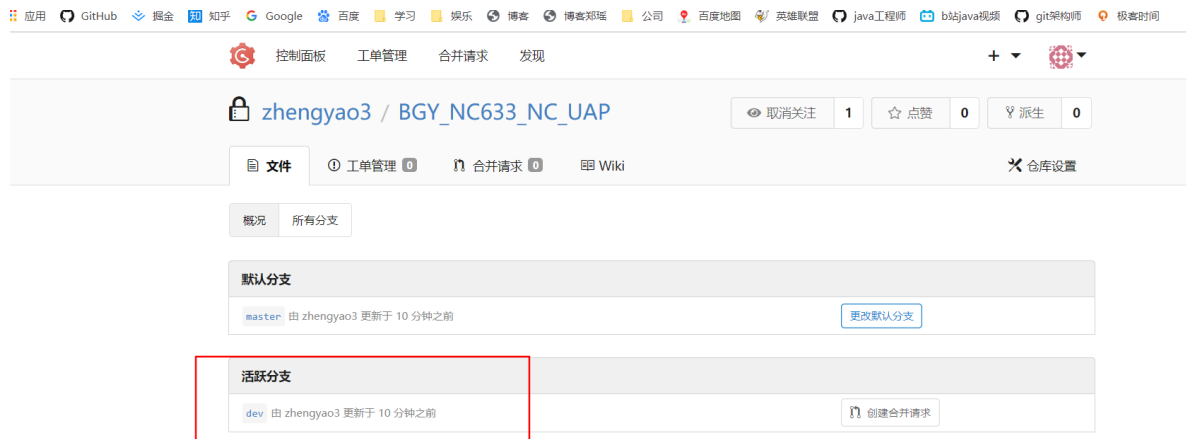 应用 GitHub 掘金 知乎 Google 百度 学习 娱乐 博客 博客郑瑶 公司 百度地图 英雄联盟 java工程师 b站java视频 git架构师 极客时间
控制面板 工单管理 合并请求 发现
zhengyao3 / BGY_NC633_NC_UAP 取消关注 1 点赞 0 派生 0
文件 工单管理 0 合并请求 0 Wiki 仓库设置
概况 所有分支
默认分支
master 由 zhengyao3 更新于 10 分钟之前 更改默认分支
活跃分支
dev 由 zhengyao3 更新于 10 分钟之前 创建合并请求